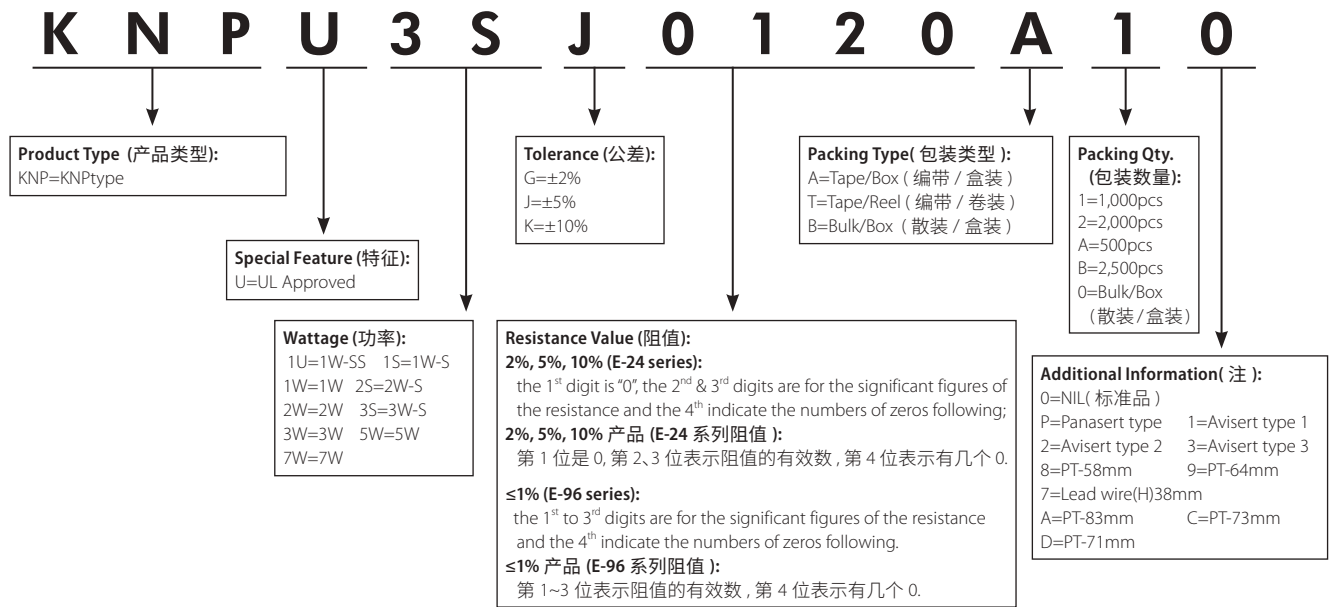 K N P U 3 S J 0 1 2 0 A 1 0
Product Type (产品类型):
KNP=KNPtype
Special Feature (特征):
U=UL Approved
Wattage (功率):
1U=1W-SS 1S=1W-S
1W=1W 2S=2W-S
2W=2W 3S=3W-S
3W=3W 5W=5W
7W=7W
Tolerance (公差):
G=±2%
J=±5%
K=±10%
Resistance Value (阻值):
2%, 5%, 10% (E-24 series):
the 1st digit is "0", the 2nd & 3rd digits are for the significant figures of
the resistance and the 4th indicate the numbers of zeros following;
2%, 5%, 10% 产品 (E-24 系列阻值 ):
第 1 位是 0, 第 2、3 位表示阻值的有效数 , 第 4 位表示有几个 0.
≤1% (E-96 series):
the 1st to 3rd digits are for the significant figures of the resistance
and the 4th indicate the numbers of zeros following.
≤1% 产品 (E-96 系列阻值 ):
第 1~3 位表示阻值的有效数 , 第 4 位表示有几个 0.
Packing Type( 包装类型 ):
A=Tape/Box ( 编带 / 盒装 )
T=Tape/Reel ( 编带 / 卷装 )
B=Bulk/Box ( 散装 / 盒装 )
Packing Qty.
(包装数量):
1=1,000pcs
2=2,000pcs
A=500pcs
B=2,500pcs
0=Bulk/Box
(散装/盒装)
Additional Information( 注 ):
0=NIL( 标准品 )
P=Panasert type 1=Avisert type 1
2=Avisert type 2 3=Avisert type 3
8=PT-58mm 9=PT-64mm
7=Lead wire(H)38mm
A=PT-83mm C=PT-73mm
D=PT-71mm